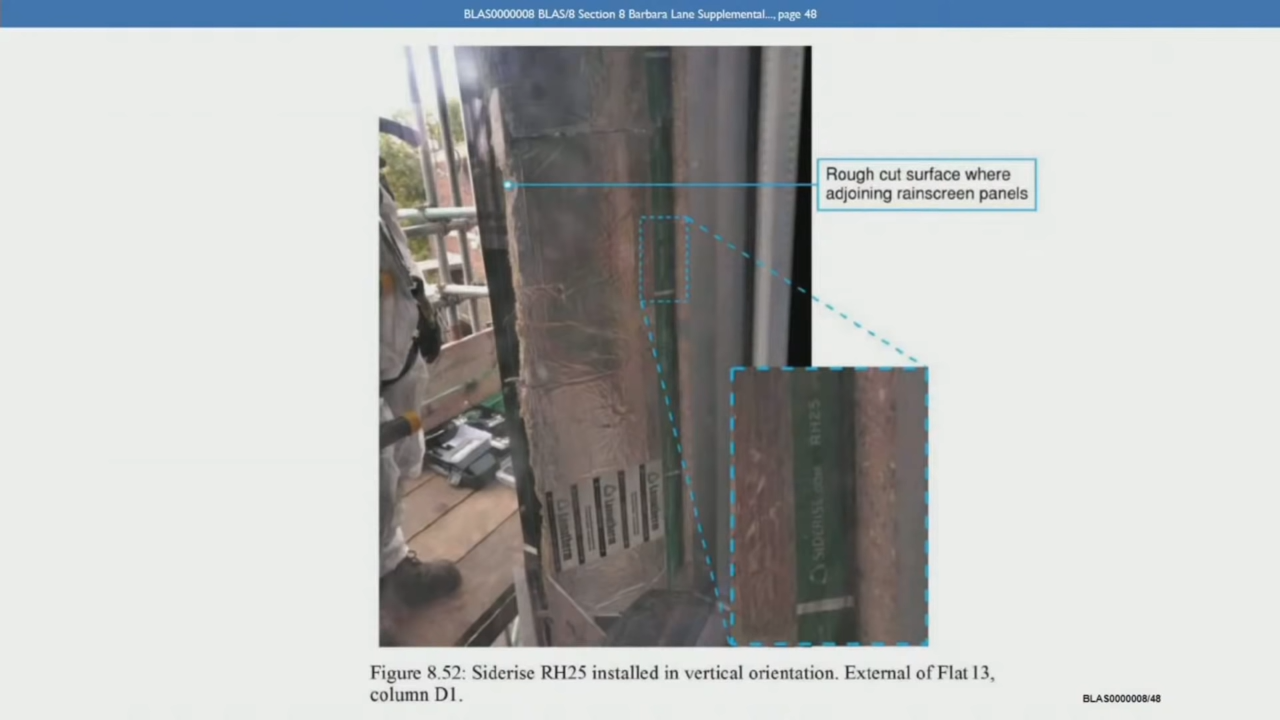 BLAS0000008 BLAS/8 Section 8 Barbara Lane Supplemental..., page 48
Rough cut surface where
adjoining rainscreen panels
SIDERISE.COM RH25
Figure 8.52: Siderise RH25 installed in vertical orientation. External of Flat 13,
column D1.
BLAS0000008/48